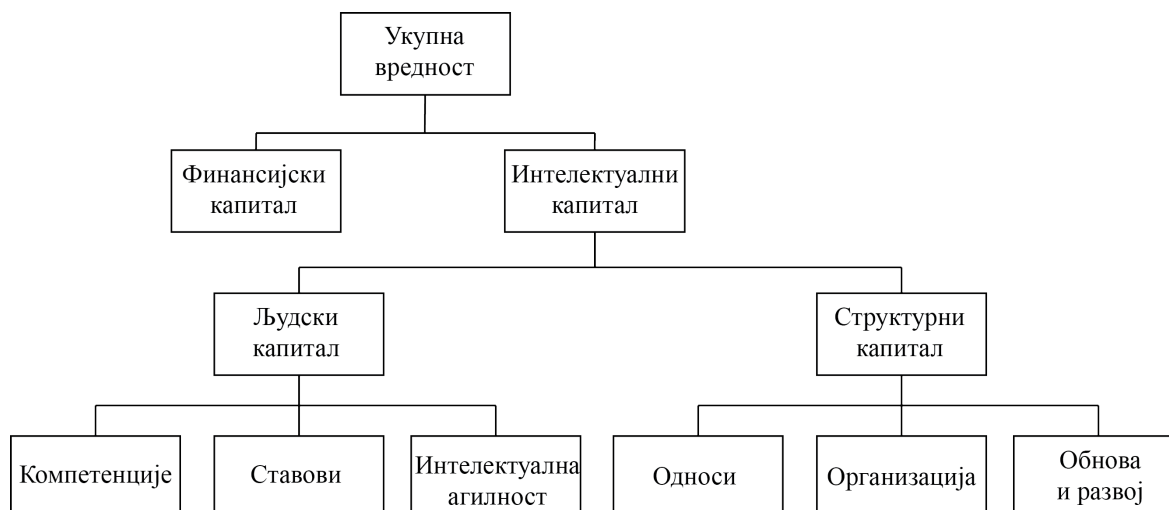 Укупна
вредност
Финансијски
капитал
Интелектуални
капитал
Људски
капитал
Структурни
капитал
Компетенције
Ставови
Интелектуална
агилност
Односи
Организација
Обнова
и развој